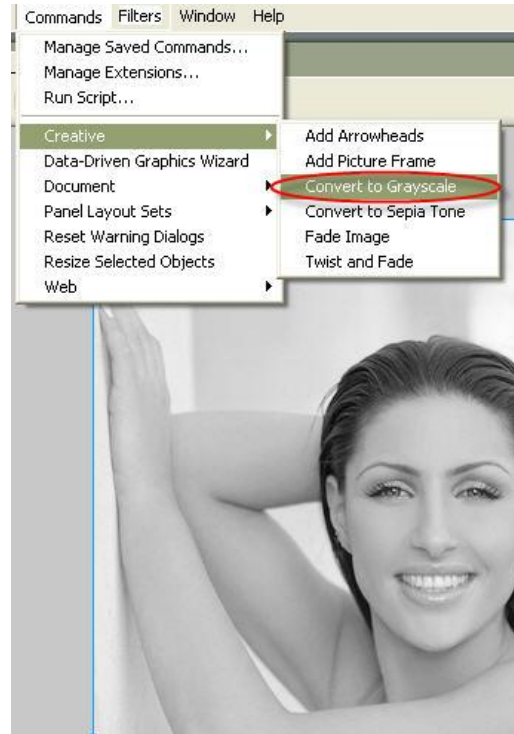 Commands Filters Window Help
Manage Saved Commands...
Manage Extensions...
Run Script...
Creative
Data-Driven Graphics Wizard
Document
Panel Layout Sets
Reset Warning Dialogs
Resize Selected Objects
Web
Add Arrowheads
Add Picture Frame
Convert to Grayscale
Convert to Sepia Tone
Fade Image
Twist and Fade